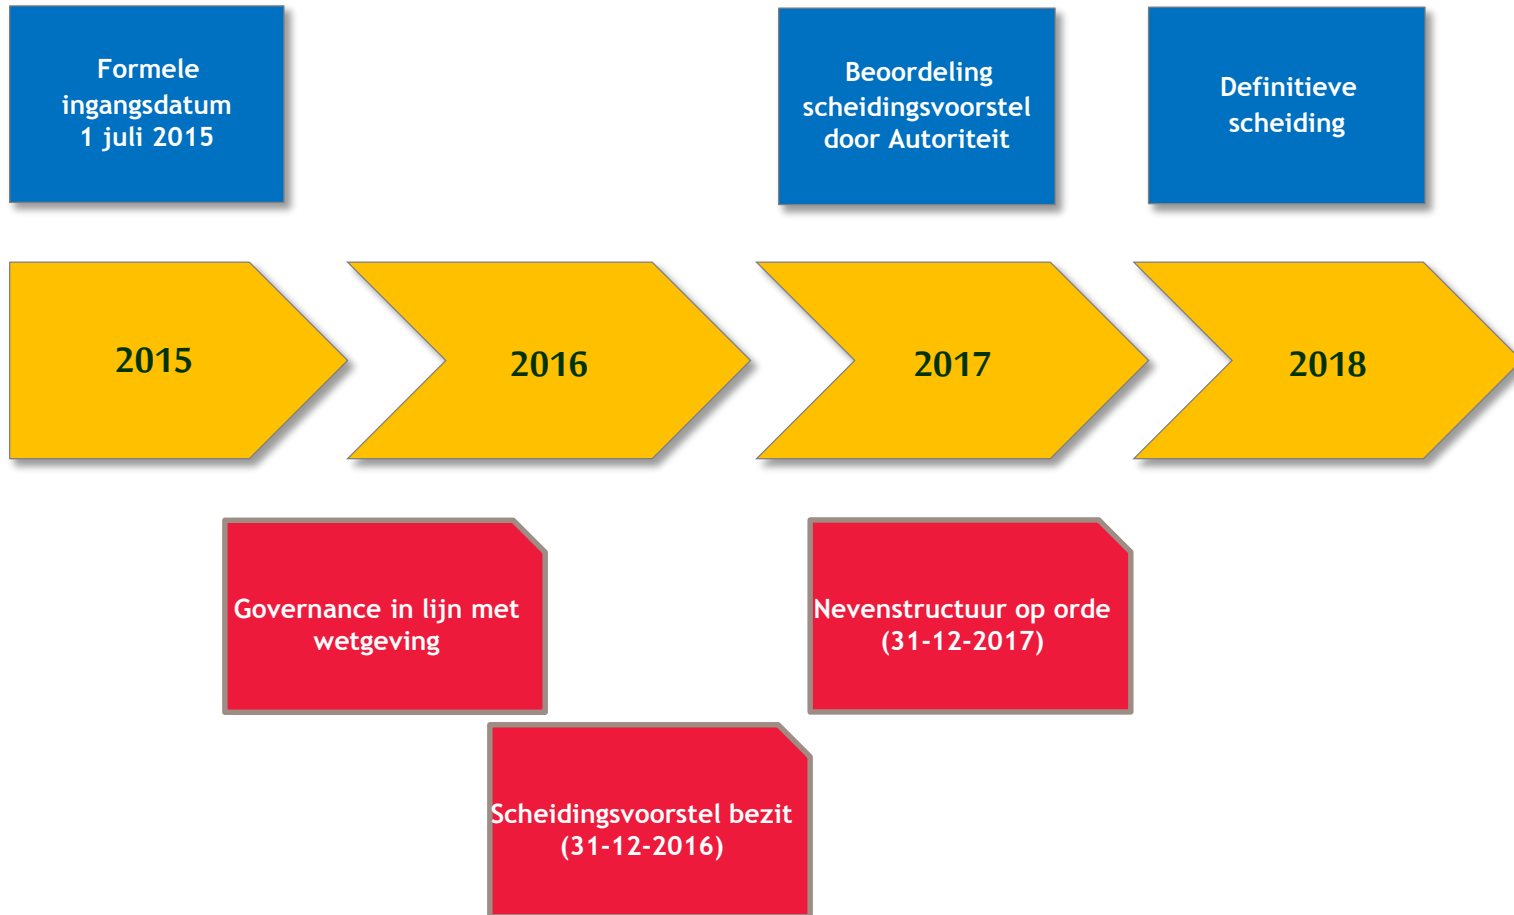 Formele
ingangsdatum
1 juli 2015
Beoordeling
scheidingsvoorstel
door Autoriteit
Definitieve
scheiding
2015
2016
2017
2018
Governance in lijn met
wetgeving
Nevenstructuur op orde
(31-12-2017)
Scheidingsvoorstel bezit
(31-12-2016)